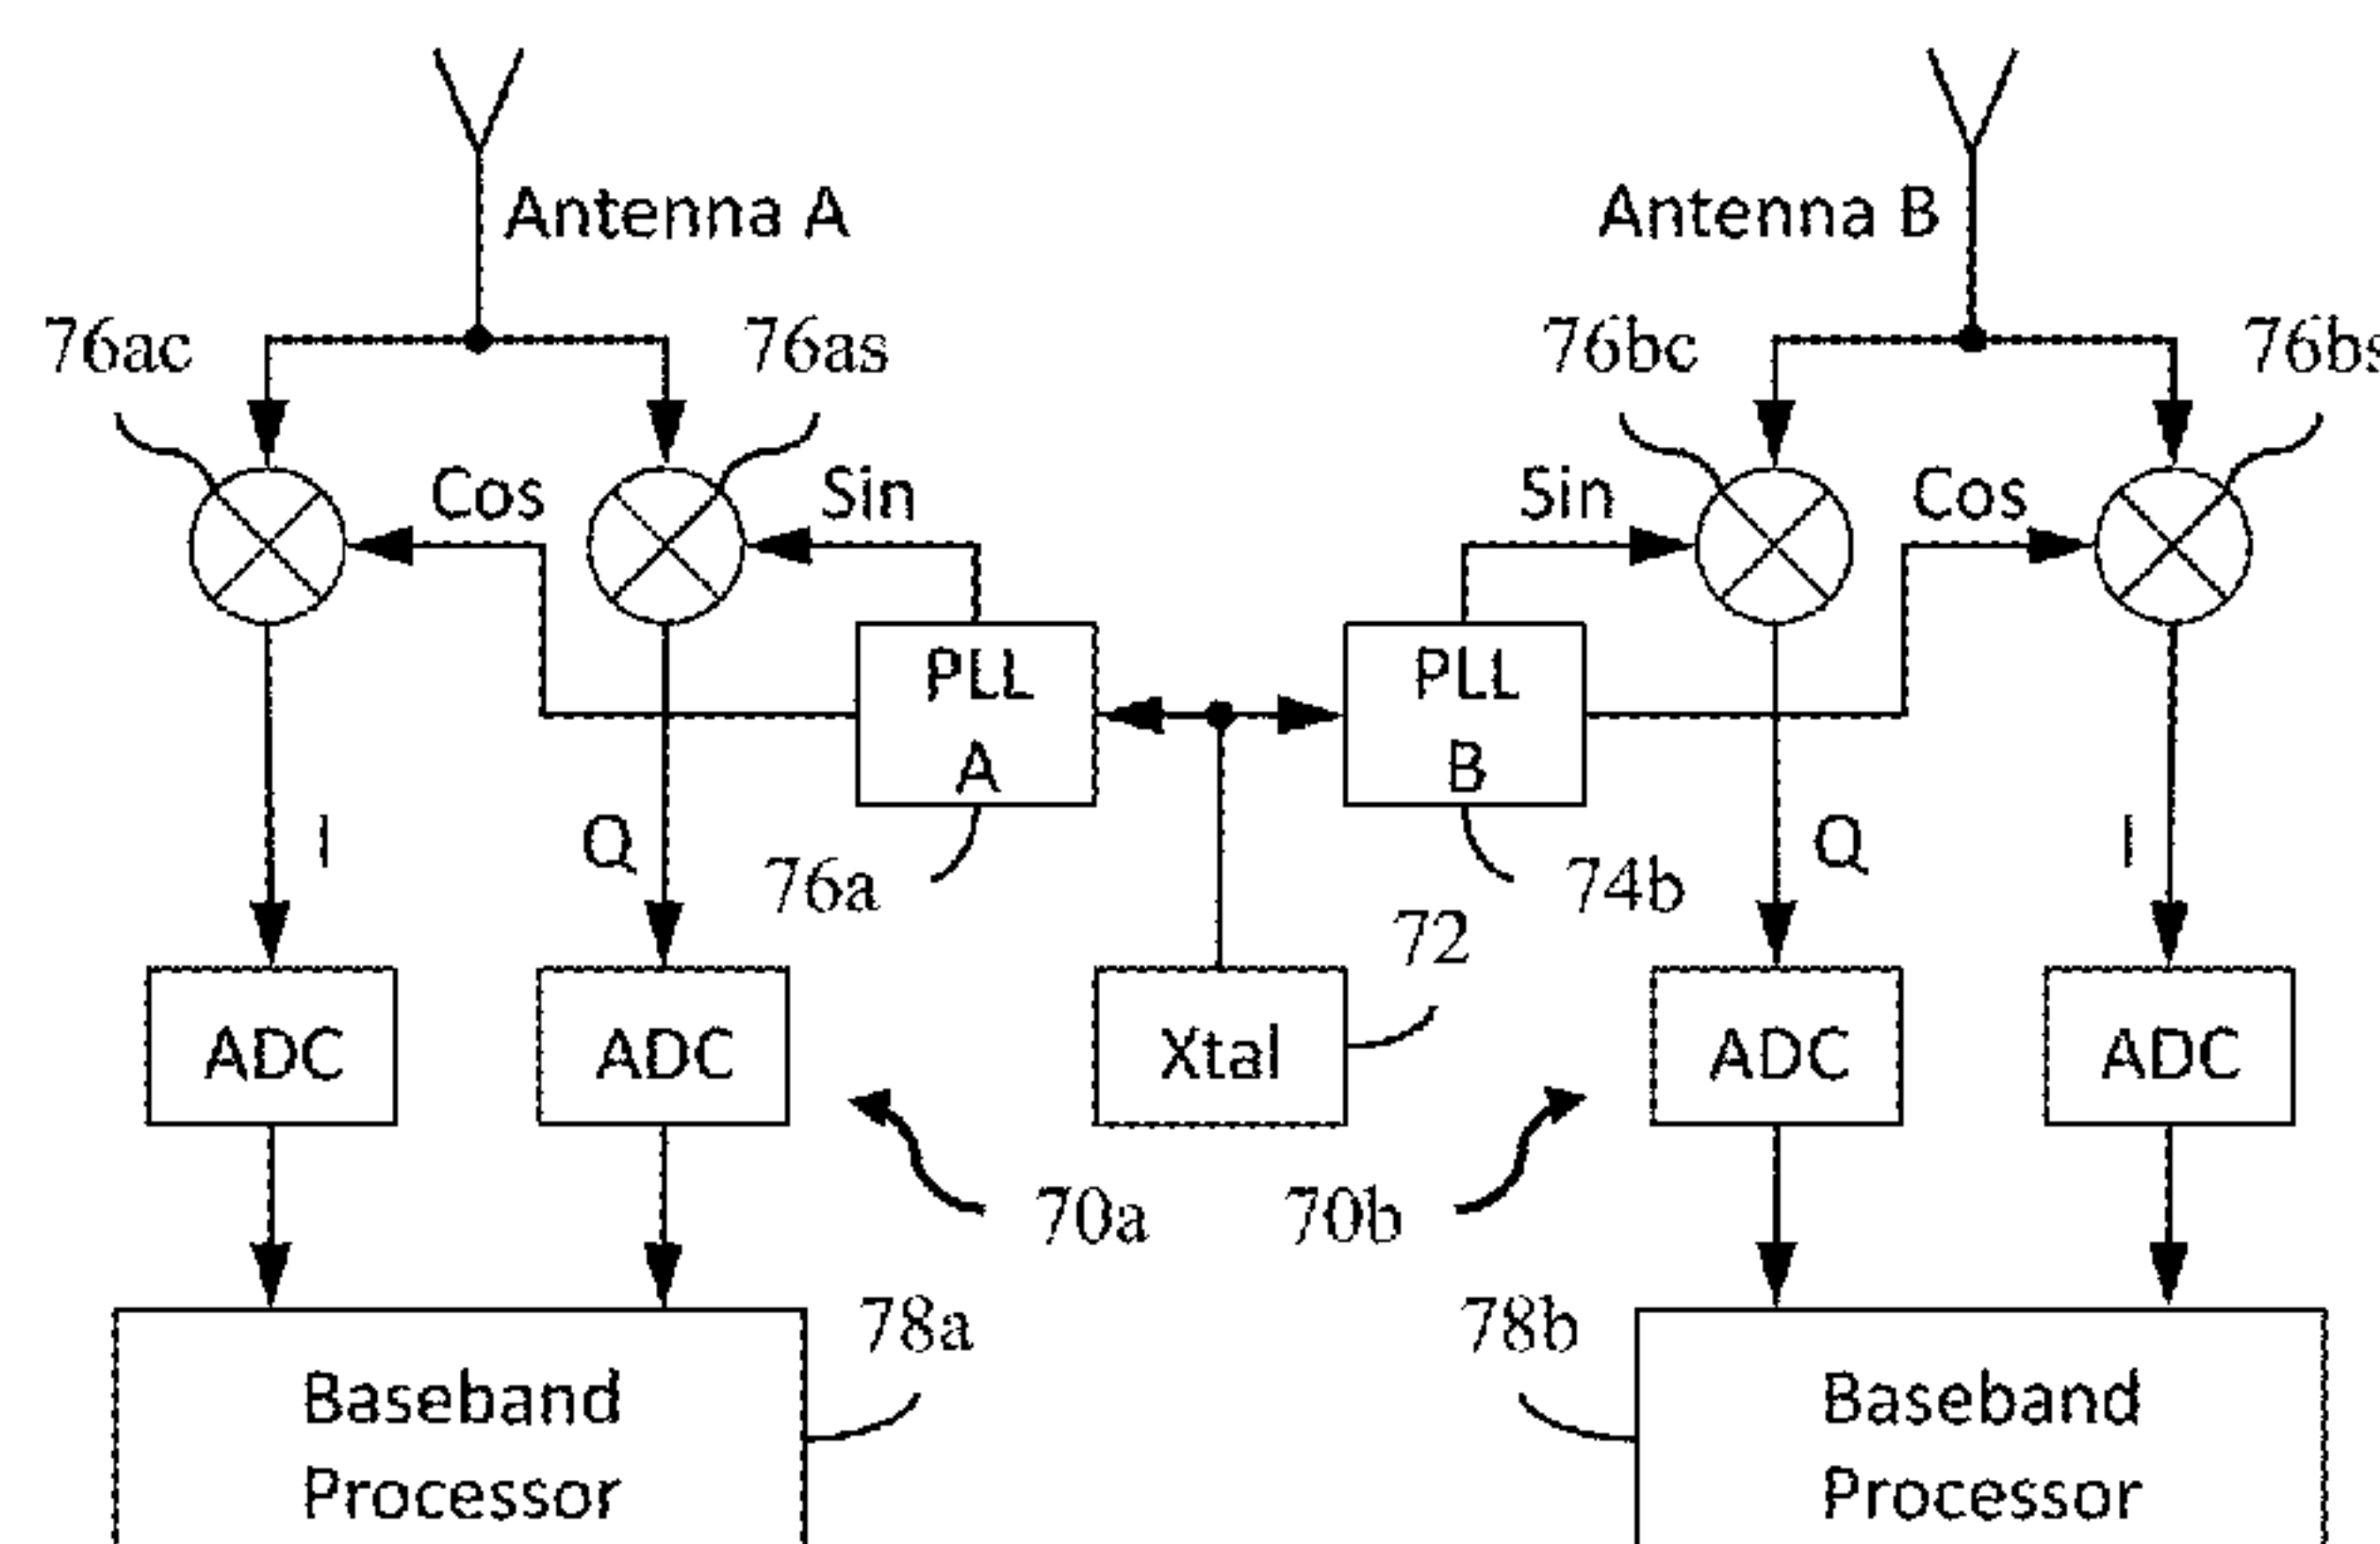 Antenna A
Antenna B
76ac
76as
76bc
76bs
Cos
Sin
Sin
Cos
PLL
A
PLL
B
I
Q
76a
74b
Q
I
72
ADC
ADC
Xtal
ADC
ADC
70a
70b
78a
78b
Baseband
Processor
Baseband
Processor